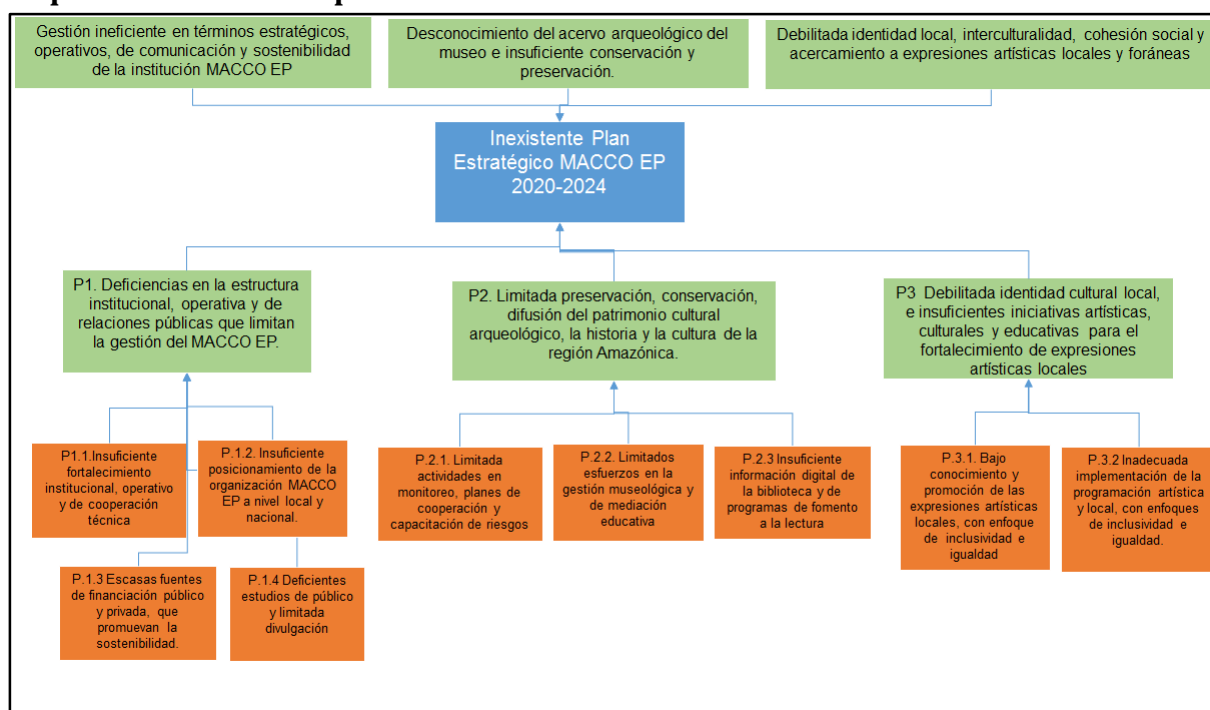 Gestión ineficiente en términos estratégicos,
operativos, de comunicación y sostenibilidad
de la institución MACCO EP
Desconocimiento del acervo arqueológico del
museo e insuficiente conservación y
preservación.
Debilitada identidad local, interculturalidad, cohesión social y
acercamiento a expresiones artísticas locales y foráneas
Inexistente Plan
Estratégico MACCO EP
2020-2024
P1. Deficiencias en la estructura
institucional, operativa y de
relaciones públicas que limitan
la gestión del MACCO EP.
P2. Limitada preservación, conservación,
difusión del patrimonio cultural
arqueológico, la historia y la cultura de la
región Amazónica.
P3 Debilitada identidad cultural local,
e insuficientes iniciativas artísticas,
culturales y educativas para el
fortalecimiento de expresiones
artísticas locales
P1.1.Insuficiente
fortalecimiento
institucional, operativo
y de cooperación
técnica
P.1.2. Insuficiente
posicionamiento de la
organización MACCO
EP a nivel local y
nacional.
P.2.1. Limitada
actividades en
monitoreo, planes de
cooperación y
capacitación de riesgos
P.2.2. Limitados
esfuerzos en la
gestión museológica y
de mediación
educativa
P.2.3 Insuficiente
información digital de
la biblioteca y de
programas de fomento
a la lectura
P.3.1. Bajo
conocimiento y
promoción de las
expresiones artísticas
locales, con enfoque
de inclusividad e
igualdad
P.3.2 Inadecuada
implementación de la
programación artística
y local, con enfoques
de inclusividad e
igualdad.
P.1.3 Escasas fuentes
de financiación público
y privada, que
promuevan la
sostenibilidad.
P.1.4 Deficientes
estudios de público
y limitada
divulgación